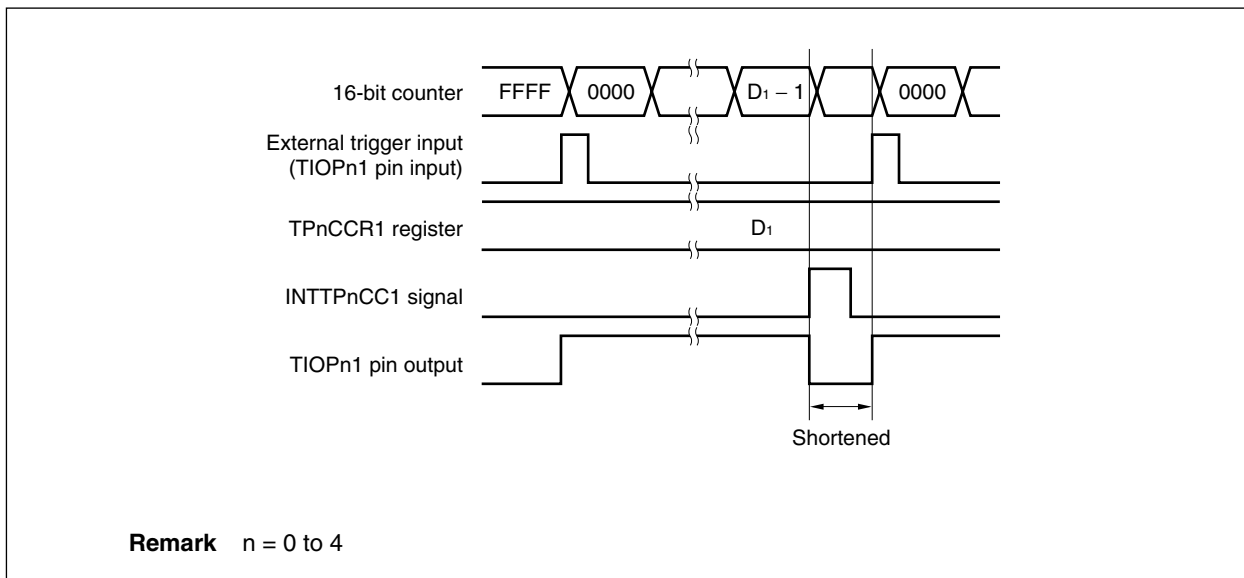 16-bit counter FFFF 0000 D₁ − 1 0000
External trigger input
(TIOPn1 pin input)
TPnCCR1 register D₁
INTTPnCC1 signal
TIOPn1 pin output
Shortened
Remark n = 0 to 4